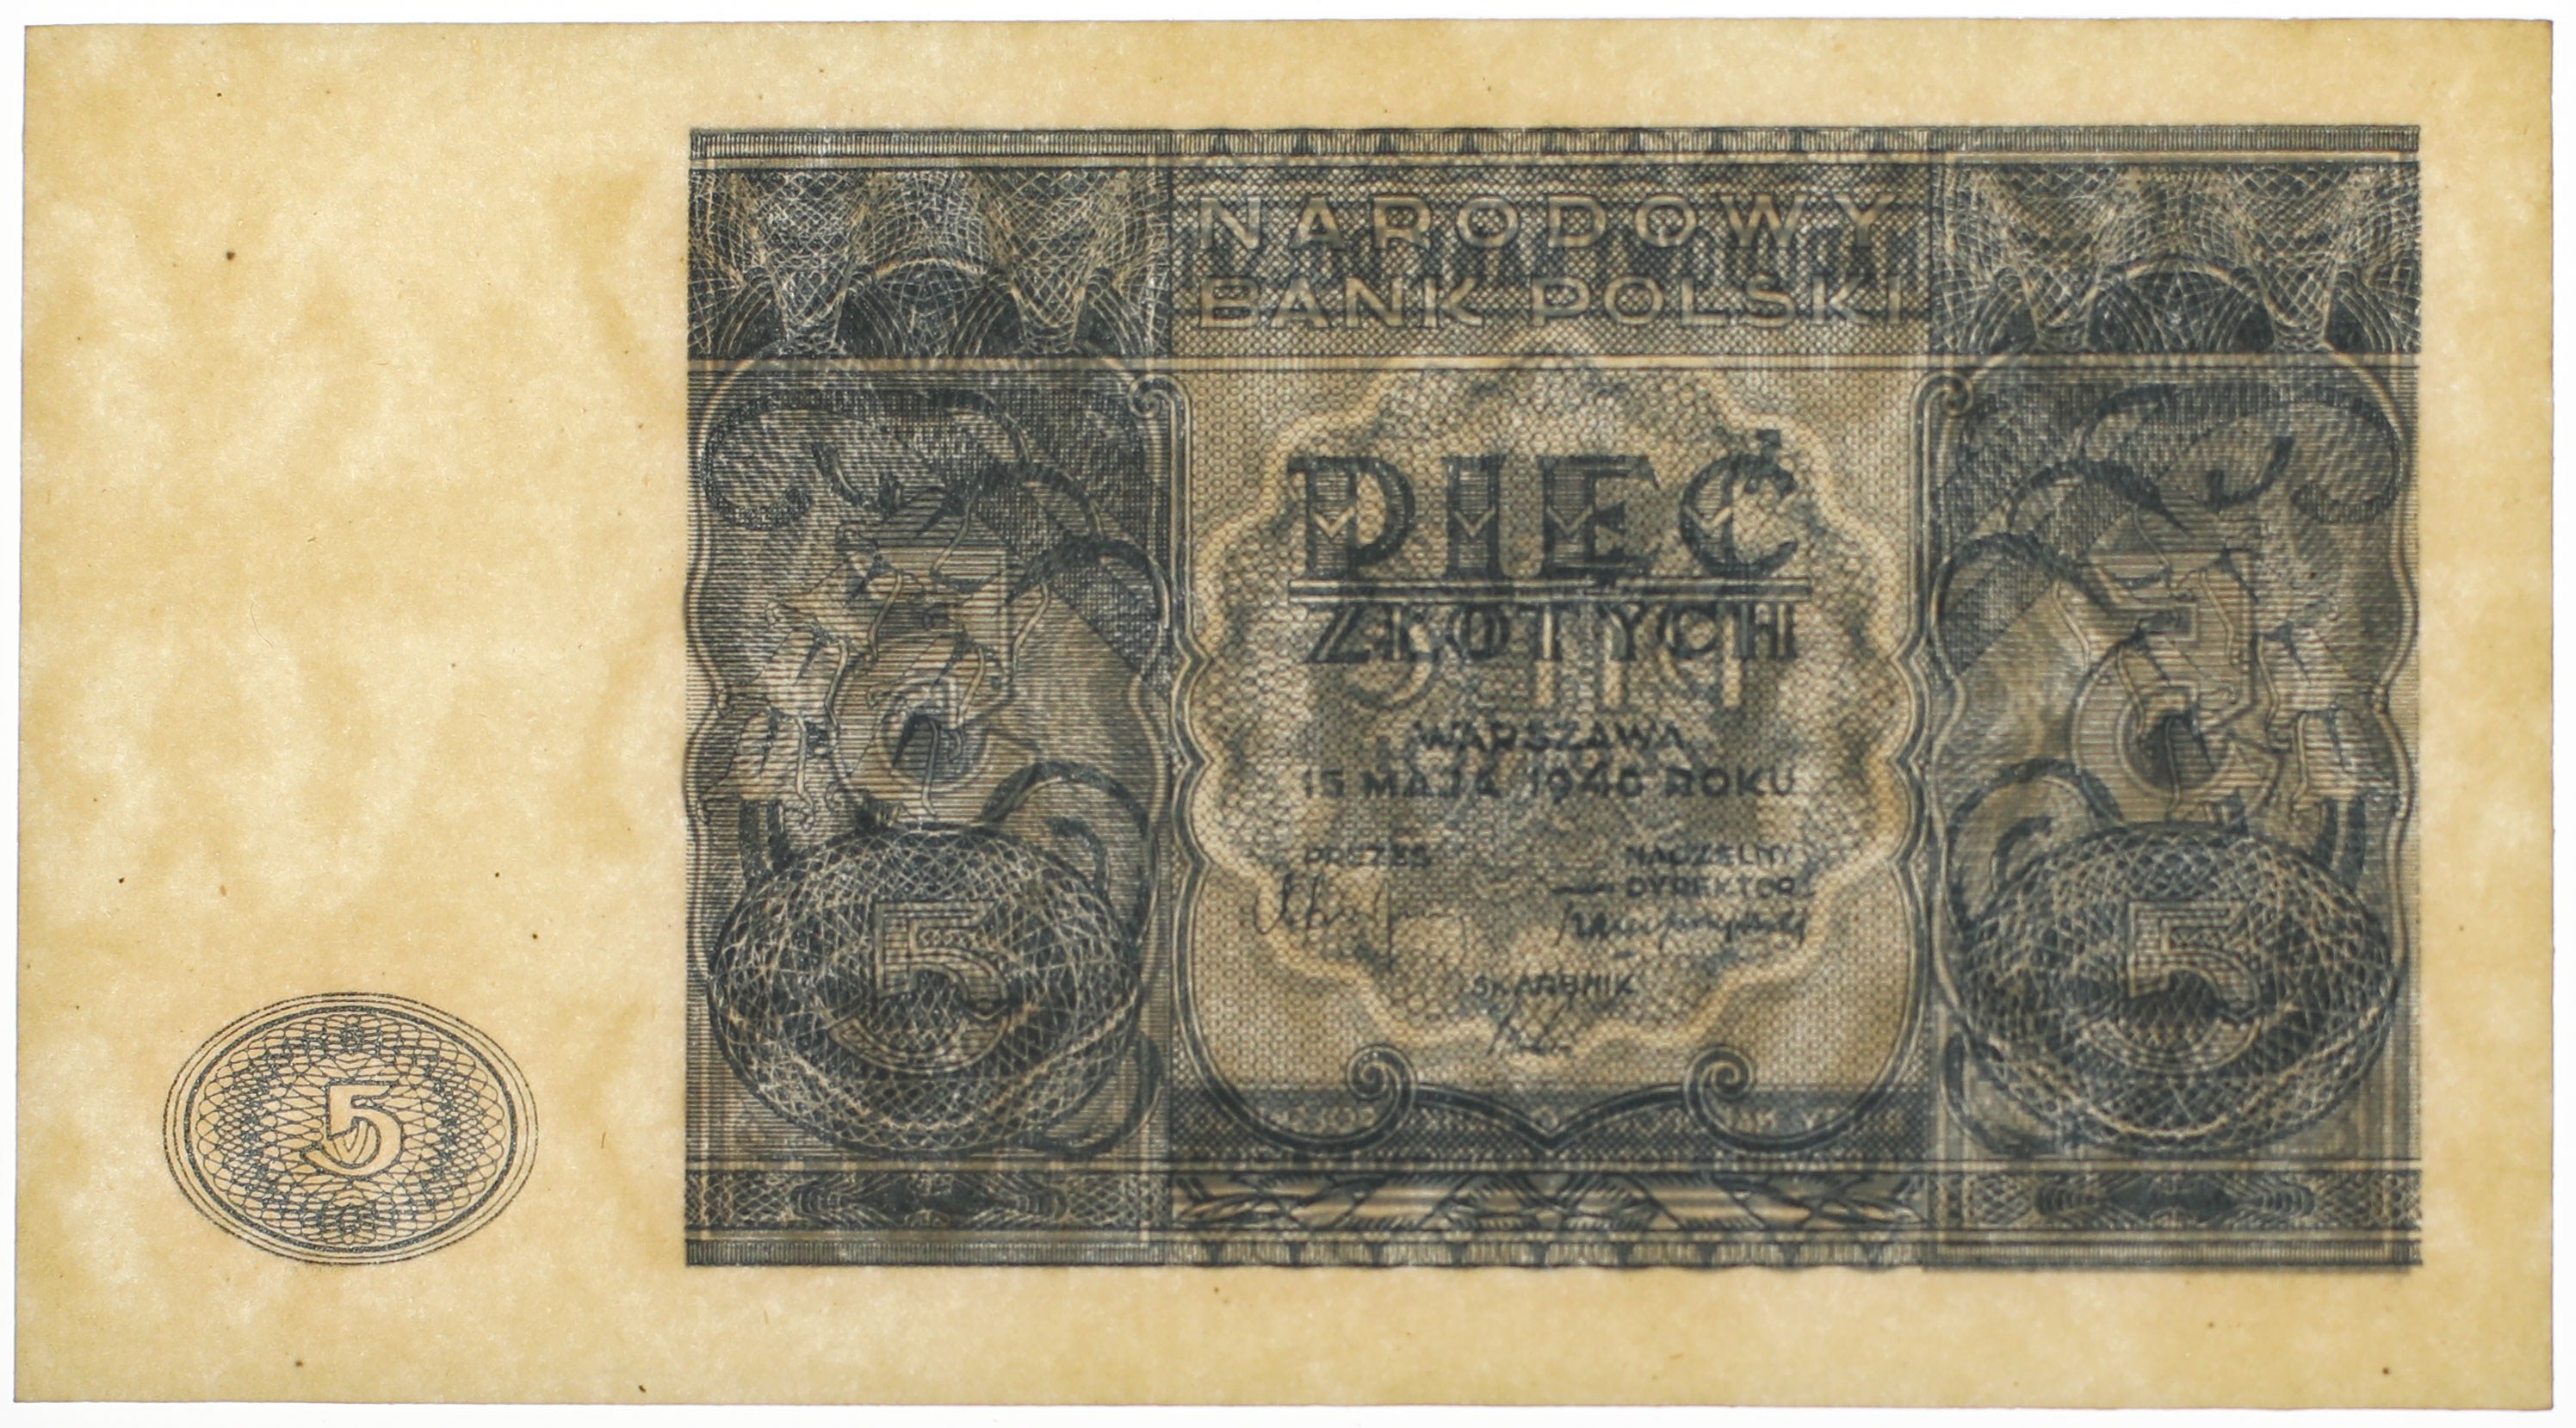 NARODOWY
BANK POLSKI
PIĘĆ
ZŁOTYCH
WARSZAWA
15 MAJA 1946 ROKU
PREZES
NACZELNY
DYREKTOR
SKARBNIK
5
5
5